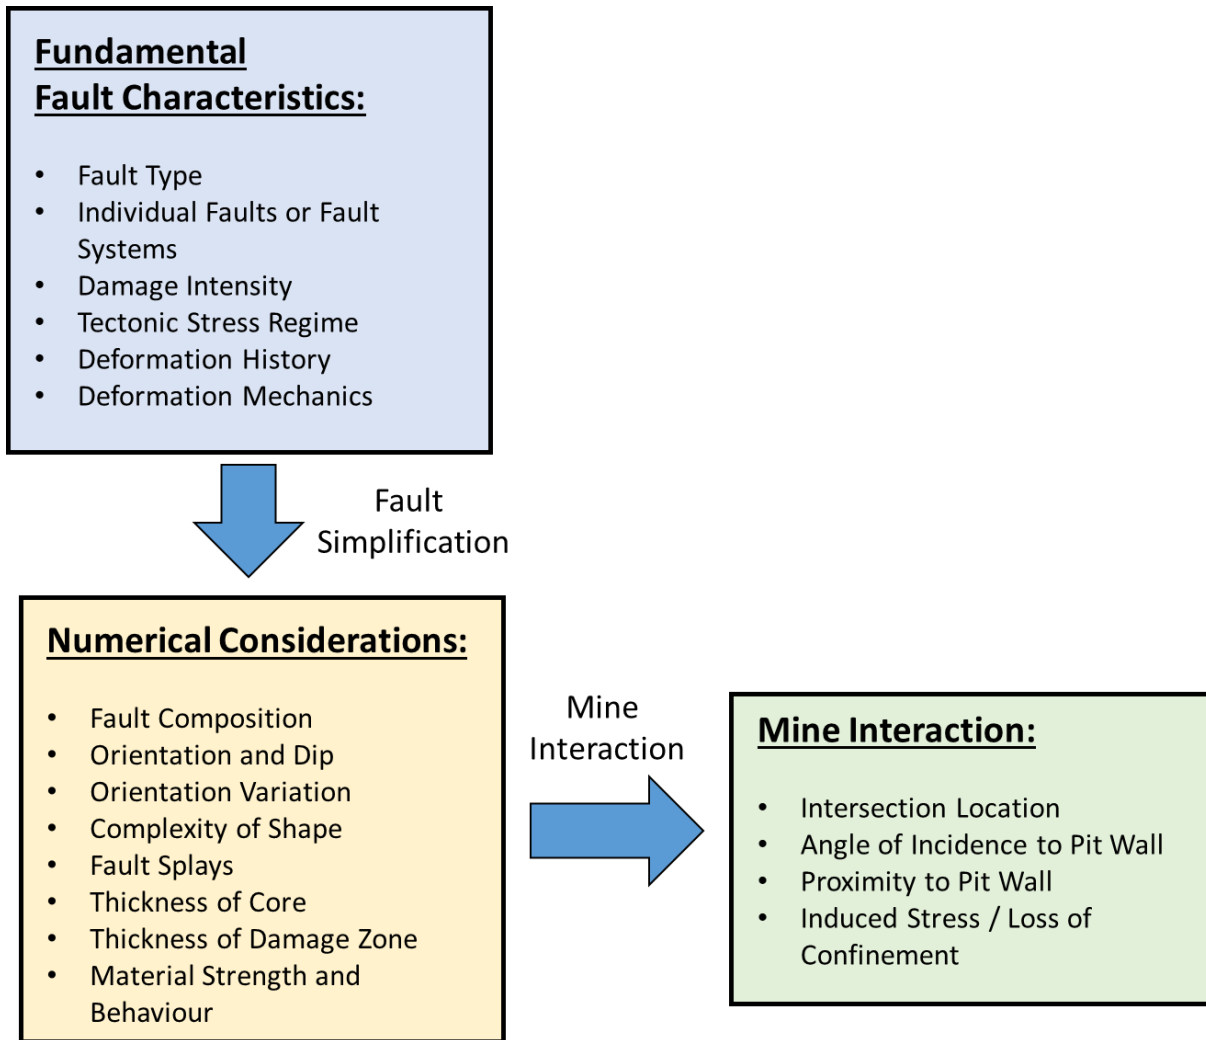 Fundamental
Fault Characteristics:
• Fault Type
• Individual Faults or Fault
Systems
• Damage Intensity
• Tectonic Stress Regime
• Deformation History
• Deformation Mechanics
Fault
Simplification
Numerical Considerations:
• Fault Composition
• Orientation and Dip
• Orientation Variation
• Complexity of Shape
• Fault Splays
• Thickness of Core
• Thickness of Damage Zone
• Material Strength and
Behaviour
Mine
Interaction
Mine Interaction:
• Intersection Location
• Angle of Incidence to Pit Wall
• Proximity to Pit Wall
• Induced Stress / Loss of
Confinement